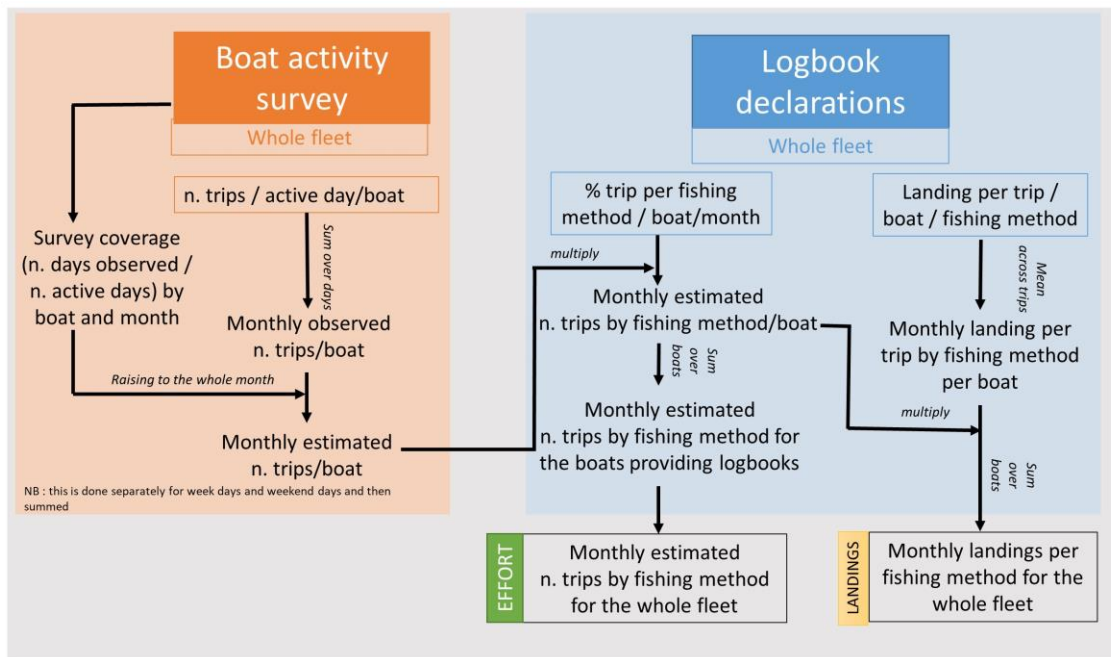 Boat activity
survey
Whole fleet
n. trips / active day/boat
Sum over days
Survey coverage
(n. days observed /
n. active days) by
boat and month
Monthly observed
n. trips/boat
Raising to the whole month
Monthly estimated
n. trips/boat
NB : this is done separately for week days and weekend days and then
summed
Logbook
declarations
Whole fleet
% trip per fishing
method / boat/month
multiply
Monthly estimated
n. trips by fishing method/boat
Sum
over
boats
Monthly estimated
n. trips by fishing method for
the boats providing logbooks
Landing per trip /
boat / fishing method
Mean
across trips
Monthly landing per
trip by fishing method
per boat
multiply
Sum
over
boats
EFFORT
Monthly estimated
n. trips by fishing method
for the whole fleet
LANDINGS
Monthly landings per
fishing method for the
whole fleet